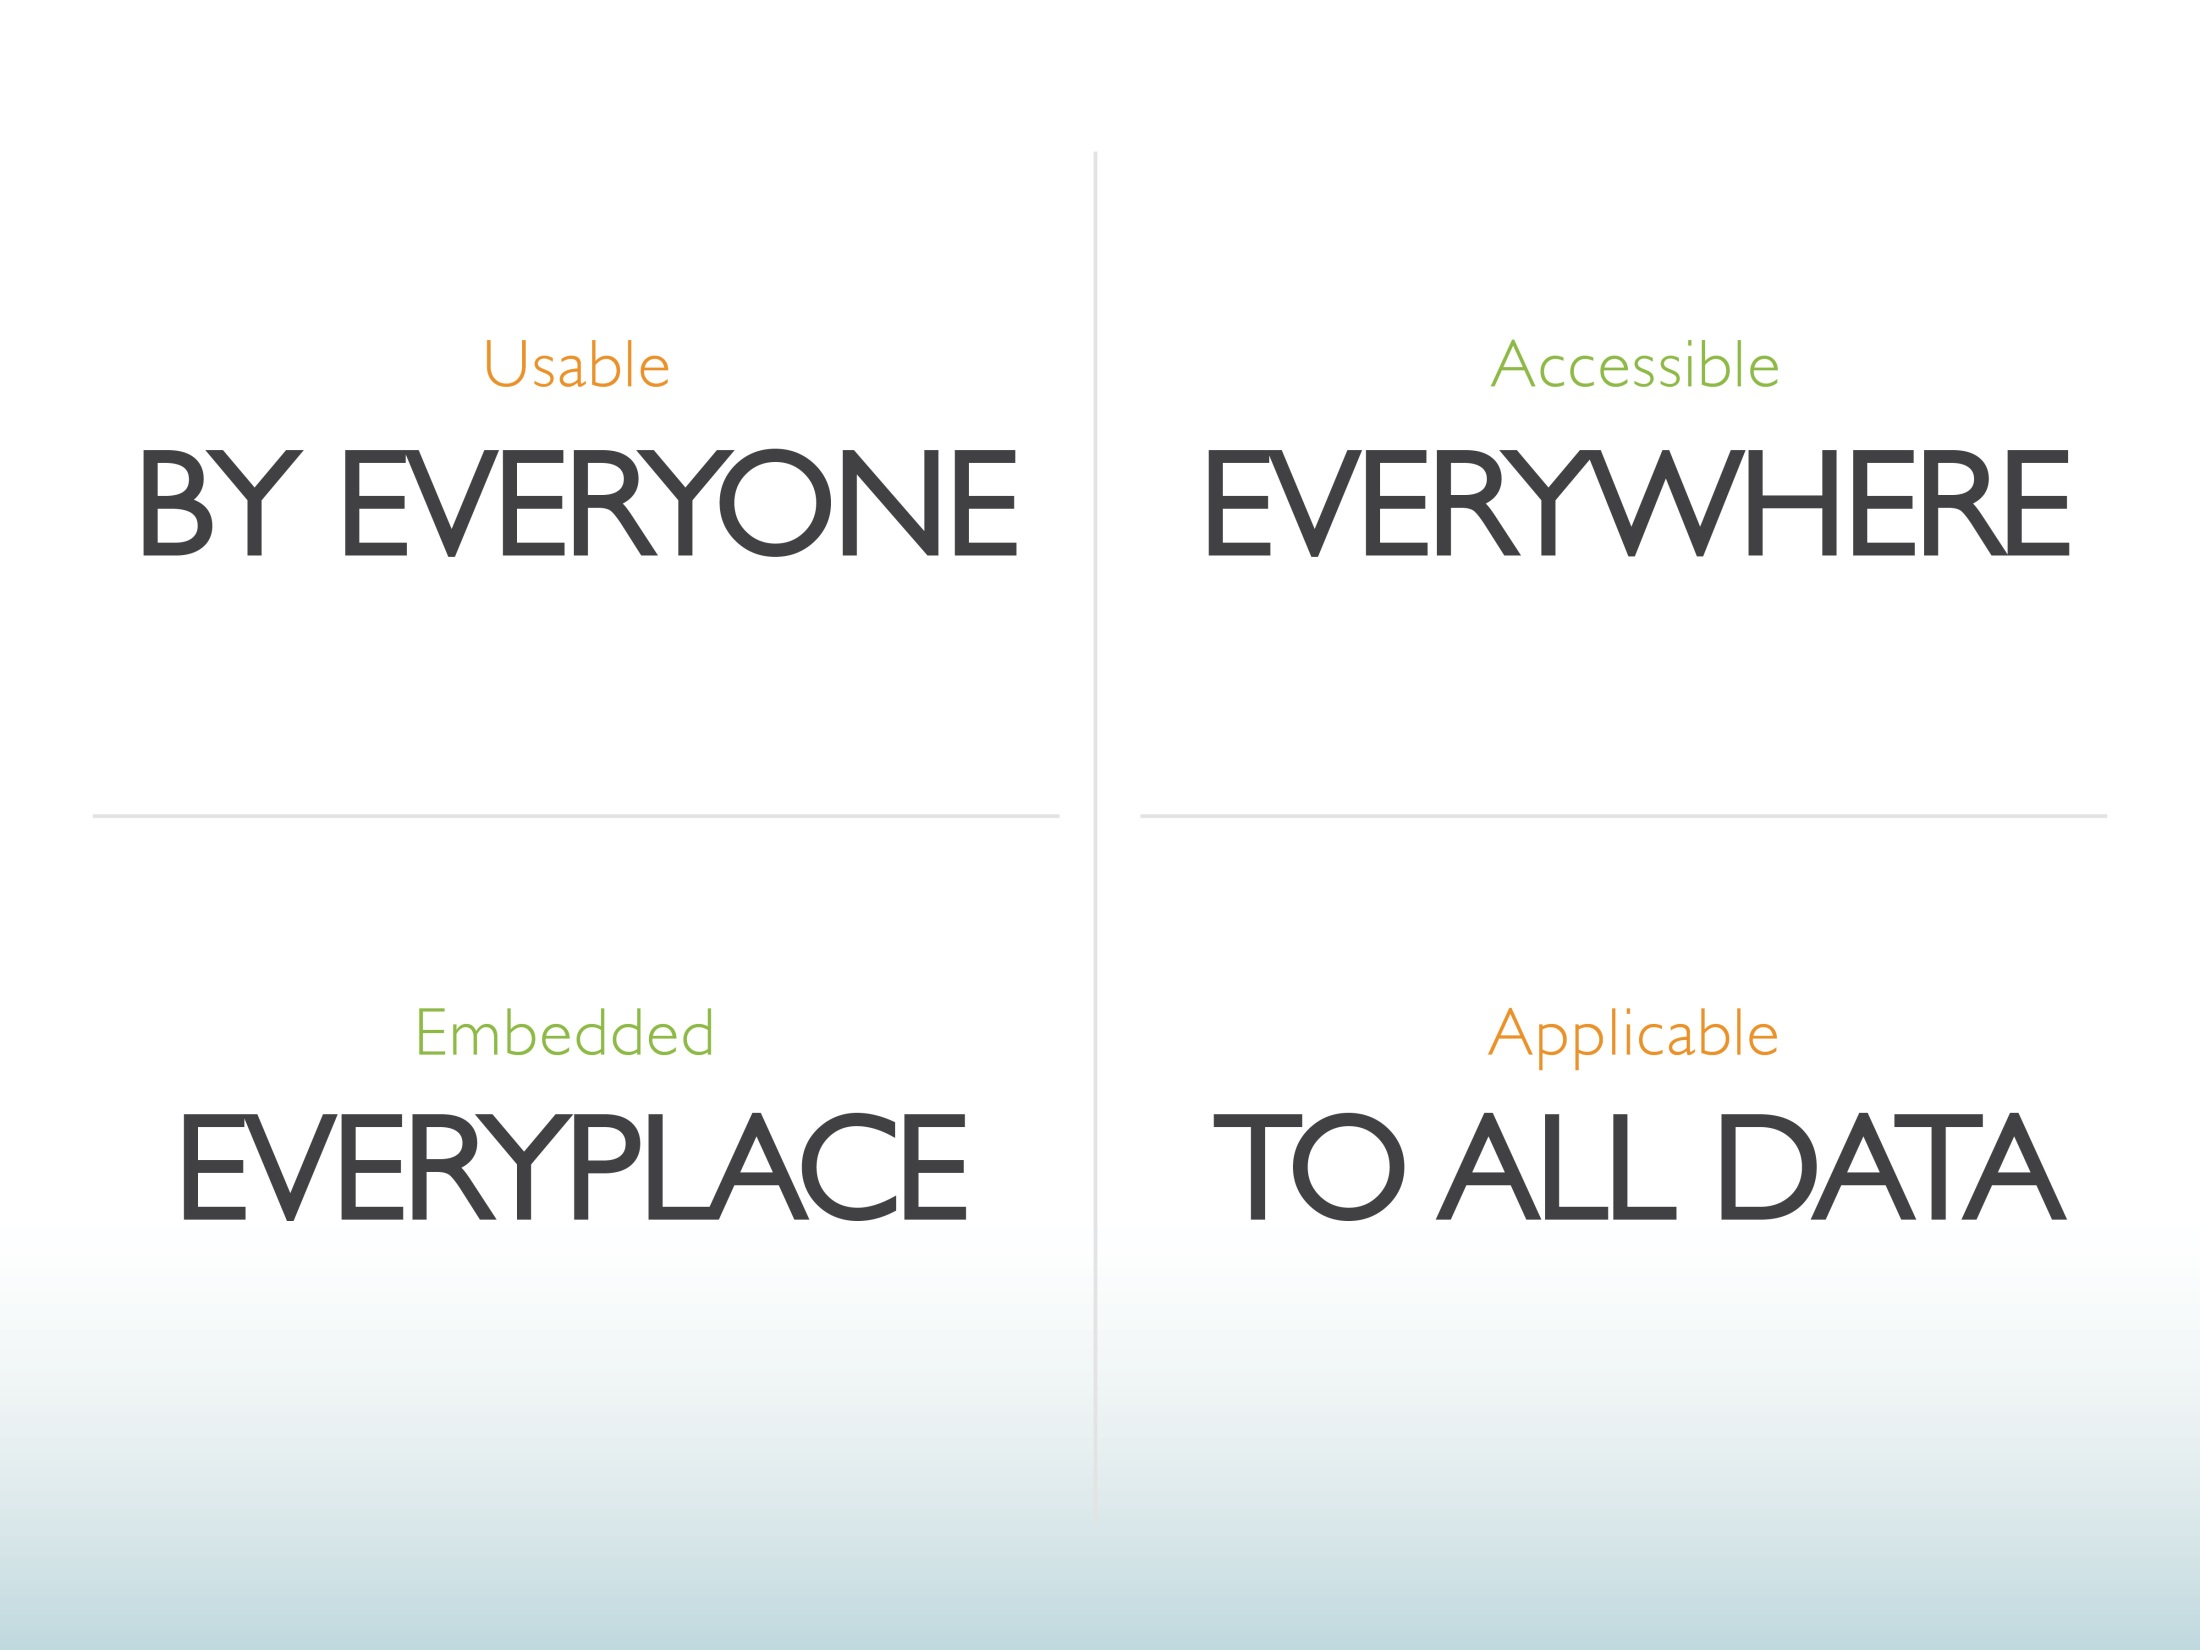 Usable
BY EVERYONE
Accessible
EVERYWHERE
Embedded
EVERYPLACE
Applicable
TO ALL DATA